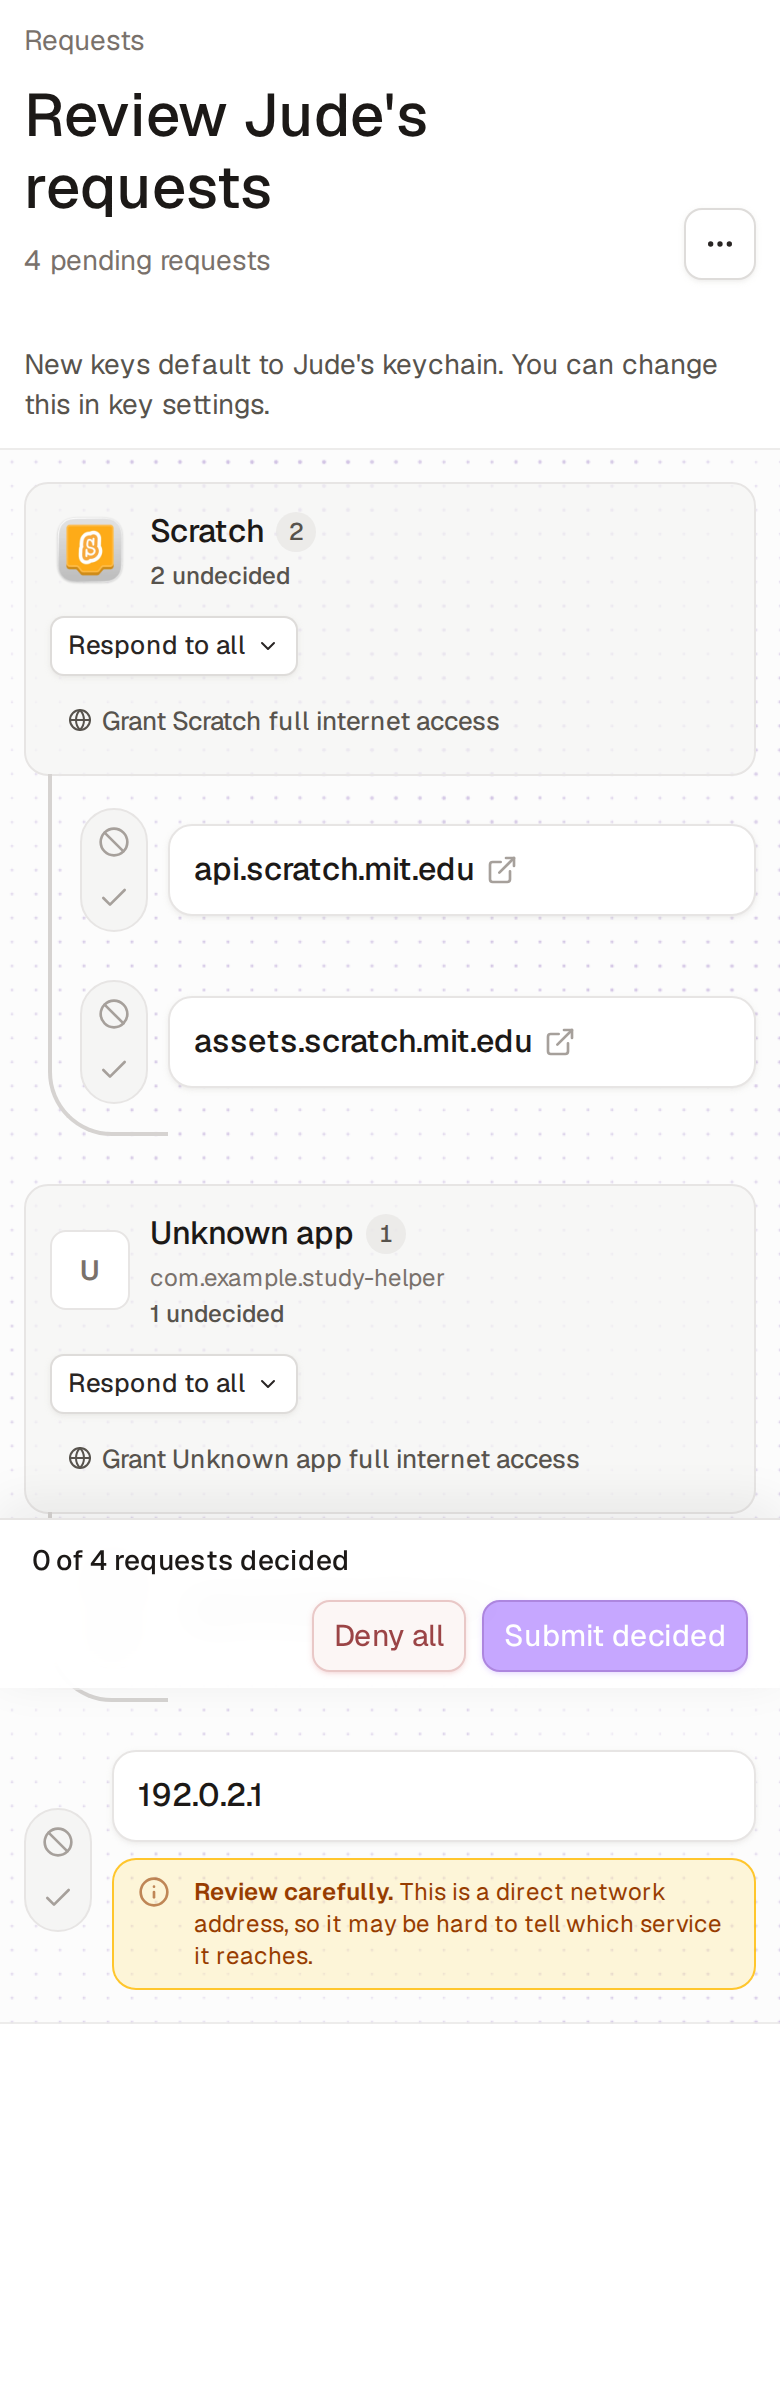 Requests
Review Jude's
requests
4 pending requests
New keys default to Jude's keychain. You can change
this in key settings.
Scratch 2
2 undecided
Respond to all
Grant Scratch full internet access
api.scratch.mit.edu
assets.scratch.mit.edu
U
Unknown app 1
com.example.study-helper
1 undecided
Respond to all
Grant Unknown app full internet access
0 of 4 requests decided
Deny all
Submit decided
192.0.2.1
Review carefully. This is a direct network
address, so it may be hard to tell which service
it reaches.